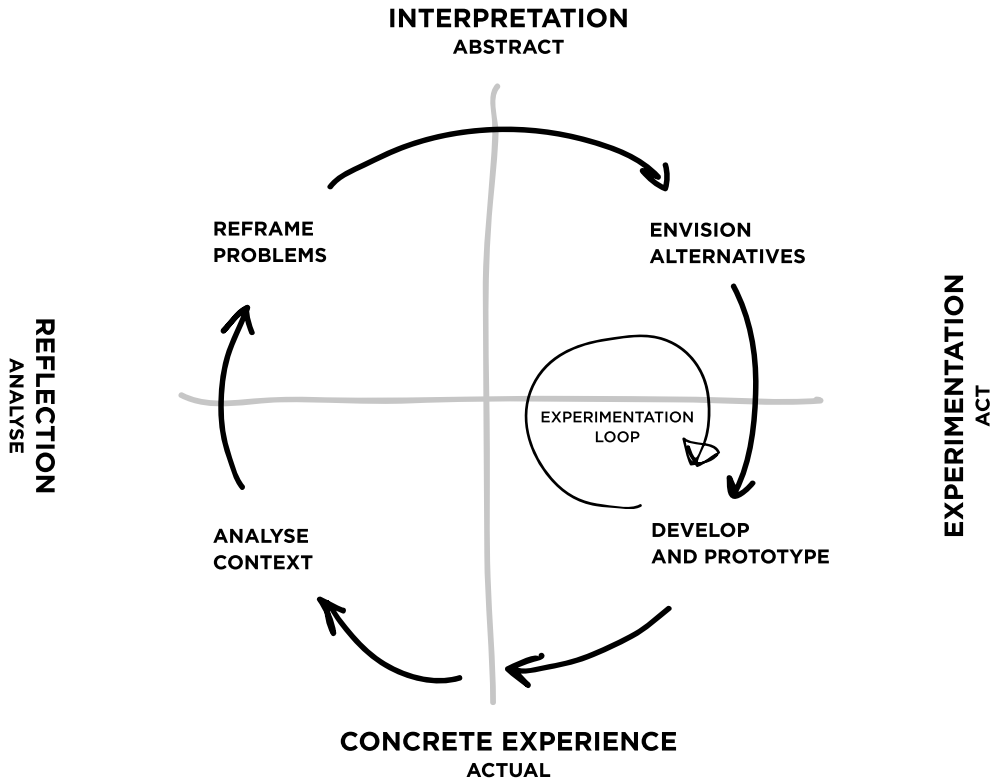 INTERPRETATION
ABSTRACT
REFRAME
PROBLEMS
ENVISION
ALTERNATIVES
REFLECTION
ANALYSE
EXPERIMENTATION
LOOP
EXPERIMENTATION
ACT
ANALYSE
CONTEXT
DEVELOP
AND PROTOTYPE
CONCRETE EXPERIENCE
ACTUAL